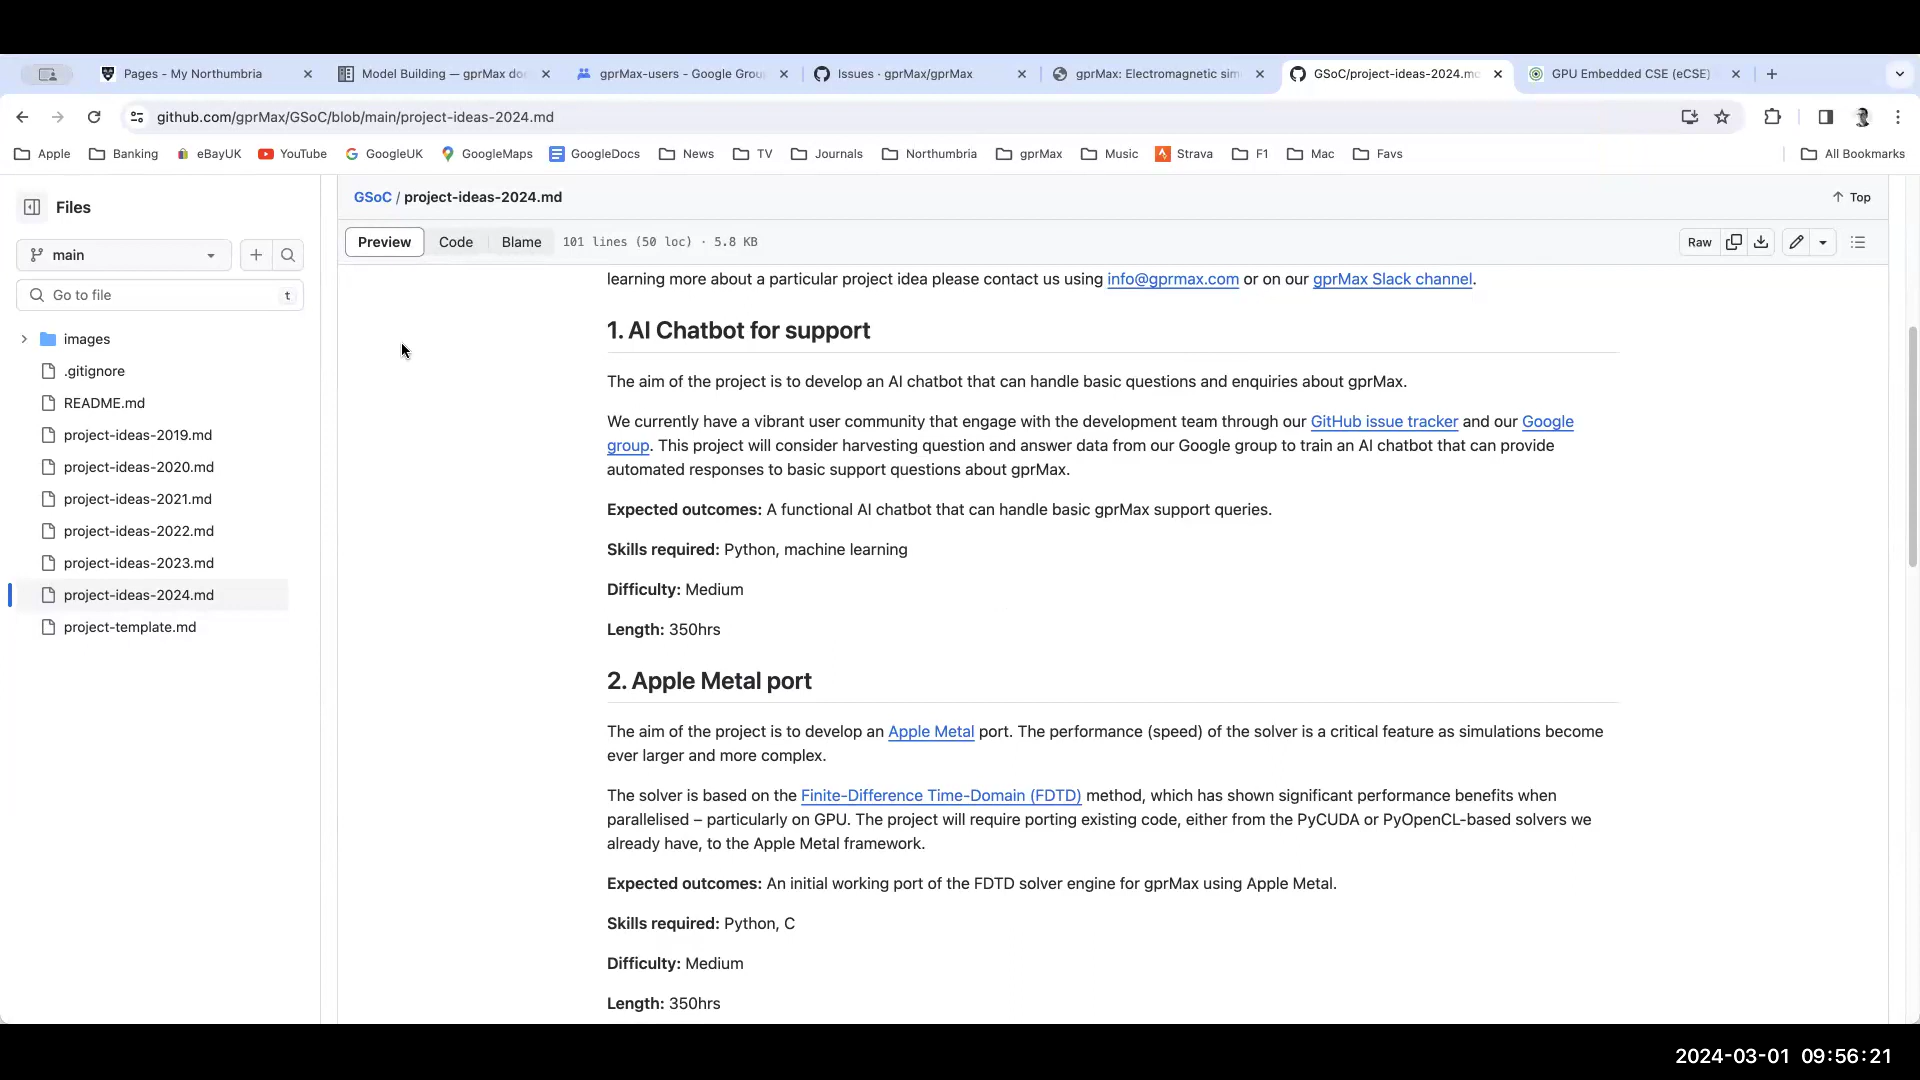 Pages - My Northumbria
Model Building — gprMax do
gprMax-users - Google Grou
Issues · gprMax/gprMax
gprMax: Electromagnetic sim
GSoC/project-ideas-2024.m
GPU Embedded CSE (eCSE)
github.com/gprMax/GSoC/blob/main/project-ideas-2024.md
Apple
Banking
eBayUK
YouTube
GoogleUK
GoogleMaps
GoogleDocs
News
TV
Journals
Northumbria
gprMax
Music
Strava
F1
Mac
Favs
All Bookmarks
Files
main
Go to file
t
images
.gitignore
README.md
project-ideas-2019.md
project-ideas-2020.md
project-ideas-2021.md
project-ideas-2022.md
project-ideas-2023.md
project-ideas-2024.md
project-template.md
GSoC / project-ideas-2024.md
Top
Preview
Code
Blame
101 lines (50 loc) · 5.8 KB
Raw
learning more about a particular project idea please contact us using info@gprmax.com or on our gprMax Slack channel.
1. AI Chatbot for support
The aim of the project is to develop an AI chatbot that can handle basic questions and enquiries about gprMax.
We currently have a vibrant user community that engage with the development team through our GitHub issue tracker and our Google
group. This project will consider harvesting question and answer data from our Google group to train an AI chatbot that can provide
automated responses to basic support questions about gprMax.
Expected outcomes: A functional AI chatbot that can handle basic gprMax support queries.
Skills required: Python, machine learning
Difficulty: Medium
Length: 350hrs
2. Apple Metal port
The aim of the project is to develop an Apple Metal port. The performance (speed) of the solver is a critical feature as simulations become
ever larger and more complex.
The solver is based on the Finite-Difference Time-Domain (FDTD) method, which has shown significant performance benefits when
parallelised – particularly on GPU. The project will require porting existing code, either from the PyCUDA or PyOpenCL-based solvers we
already have, to the Apple Metal framework.
Expected outcomes: An initial working port of the FDTD solver engine for gprMax using Apple Metal.
Skills required: Python, C
Difficulty: Medium
Length: 350hrs
2024-03-01 09:56:21